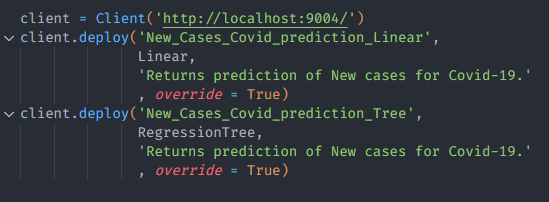 client = Client('http://localhost:9004/')
client.deploy('New_Cases_Covid_prediction_Linear',
Linear,
'Returns prediction of New cases for Covid-19.'
, override = True)
client.deploy('New_Cases_Covid_prediction_Tree',
RegressionTree,
'Returns prediction of New cases for Covid-19.'
, override = True)